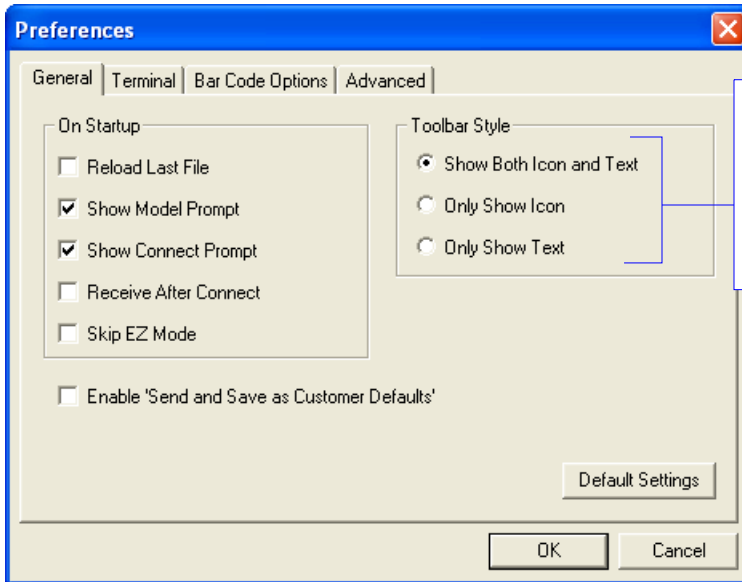 Preferences
General Terminal Bar Code Options Advanced
On Startup
Reload Last File
Show Model Prompt
Show Connect Prompt
Receive After Connect
Skip EZ Mode
Toolbar Style
Show Both Icon and Text
Only Show Icon
Only Show Text
Enable 'Send and Save as Customer Defaults'
Default Settings
OK Cancel